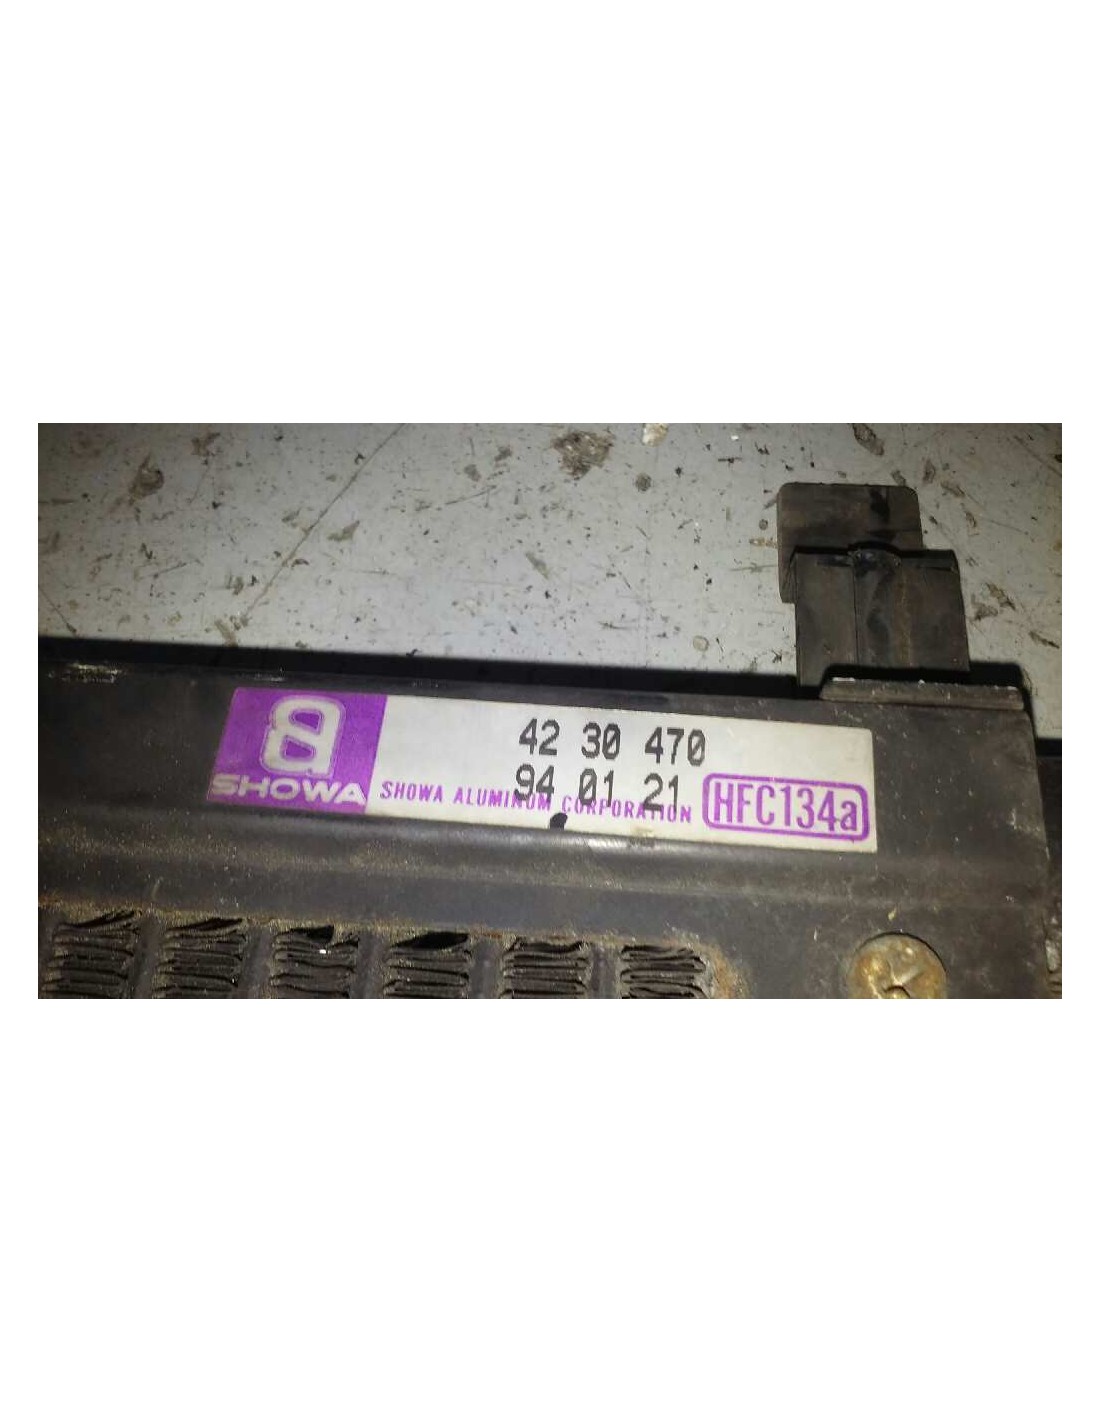 42 30 470
94 01 21
SHOWA
SHOWA ALUMINUM CORPORATION
HFC134a